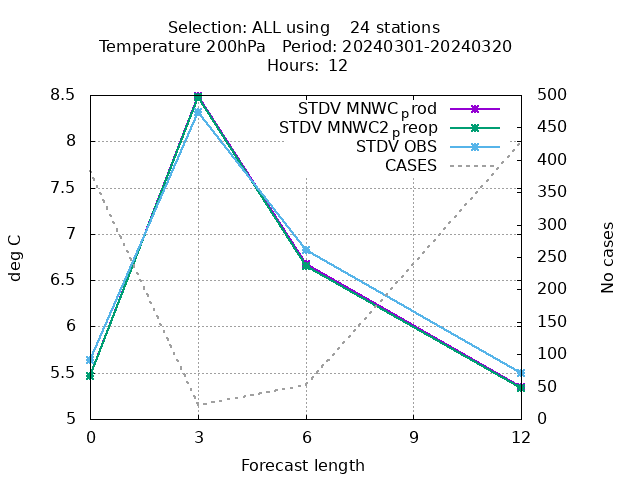 Selection: ALL using    24 stations
Temperature 200hPa   Period: 20240301-20240320
Hours:  12
STDV MNWCprod
STDV MNWC2preop
STDV OBS
CASES
deg C
8.5
8
7.5
7
6.5
6
5.5
5
No cases
500
450
400
350
300
250
200
150
100
50
0
0 3 6 9 12
Forecast length